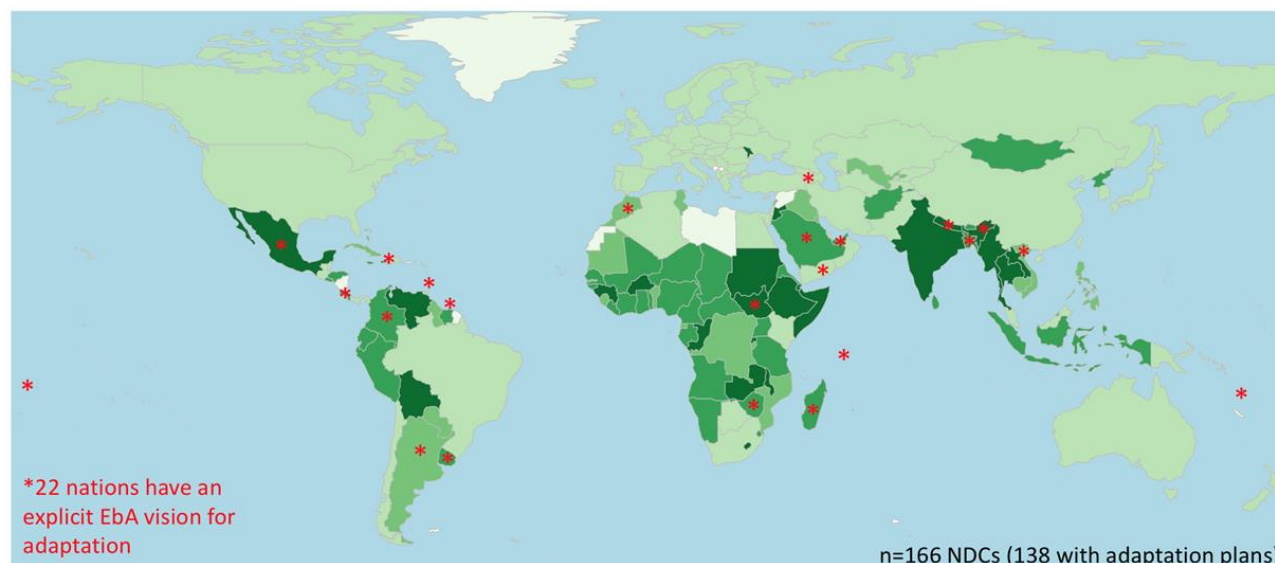 *22 nations have an
explicit EbA vision for
adaptation
n=166 NDCs (138 with adaptation plans)